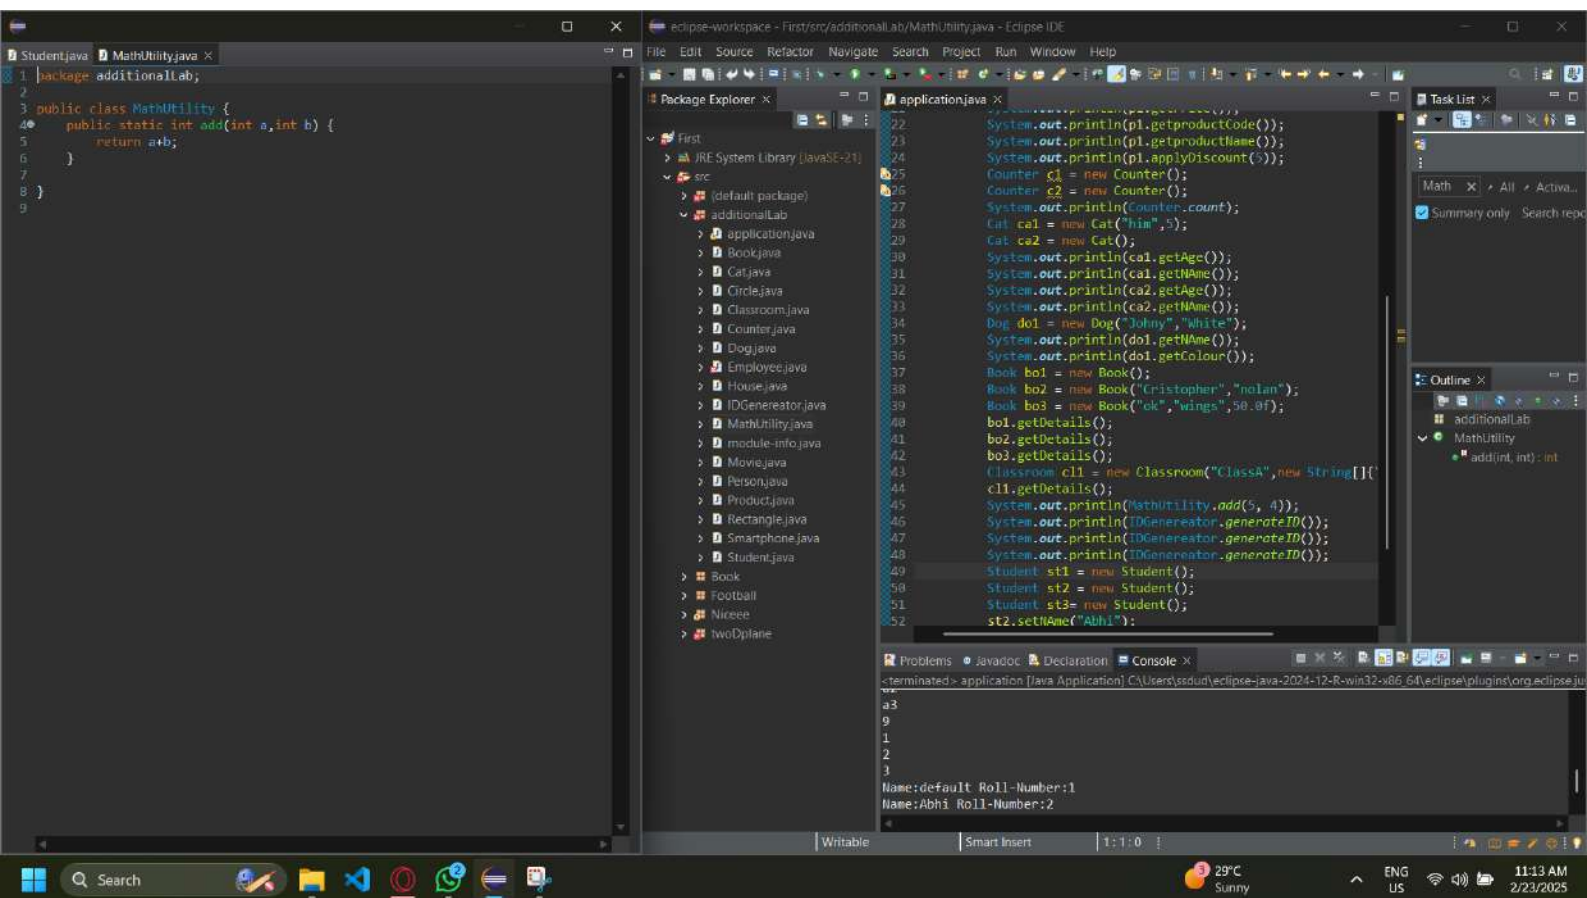 Student.java MathUtility.java
1 package additionalLab;
2
3 public class MathUtility {
4 public static int add(int a,int b) {
5 return a+b;
6 }
7
8 }
9
eclipse-workspace - First/src/additionalLab/MathUtility.java - Eclipse IDE
File Edit Source Refactor Navigate Search Project Run Window Help
Package Explorer
First
JRE System Library [JavaSE-21]
src
(default package)
additionalLab
application.java
Book.java
Cat.java
Circle.java
Classroom.java
Counter.java
Dog.java
Employee.java
House.java
IDGenereator.java
MathUtility.java
module-info.java
Movie.java
Person.java
Product.java
Rectangle.java
Smartphone.java
Student.java
Book
Football
Niceee
twoDplane
application.java
22 System.out.println(p1.getproductCode());
23 System.out.println(p1.getproductName());
24 System.out.println(p1.applyDiscount(5));
25 Counter c1 = new Counter();
26 Counter c2 = new Counter();
27 System.out.println(Counter.count);
28 Cat ca1 = new Cat("him",5);
29 Cat ca2 = new Cat();
30 System.out.println(ca1.getAge());
31 System.out.println(ca1.getNAme());
32 System.out.println(ca2.getAge());
33 System.out.println(ca2.getNAme());
34 Dog do1 = new Dog("Johny","White");
35 System.out.println(do1.getNAme());
36 System.out.println(do1.getColour());
37 Book bo1 = new Book();
38 Book bo2 = new Book("Cristopher","nolan");
39 Book bo3 = new Book("ok","wings",50.0f);
40 bo1.getDetails();
41 bo2.getDetails();
42 bo3.getDetails();
43 Classroom cl1 = new Classroom("ClassA",new String[]{
44 cl1.getDetails();
45 System.out.println(MathUtility.add(5, 4));
46 System.out.println(IDGenereator.generateID());
47 System.out.println(IDGenereator.generateID());
48 System.out.println(IDGenereator.generateID());
49 Student st1 = new Student();
50 Student st2 = new Student();
51 Student st3= new Student();
52 st2.setNAme("Abhi");
Task List
Math All Activa...
Summary only Search repo
Outline
additionalLab
MathUtility
add(int, int) : int
Problems Javadoc Declaration Console
<terminated> application [Java Application] C:\Users\ssdud\eclipse-java-2024-12-R-win32-x86_64\eclipse\plugins\org.eclipse.ju
a3
9
1
2
3
Name:default Roll-Number:1
Name:Abhi Roll-Number:2
Writable Smart Insert 1:1:0
Search
2
3
29°C
Sunny
ENG
US
11:13 AM
2/23/2025